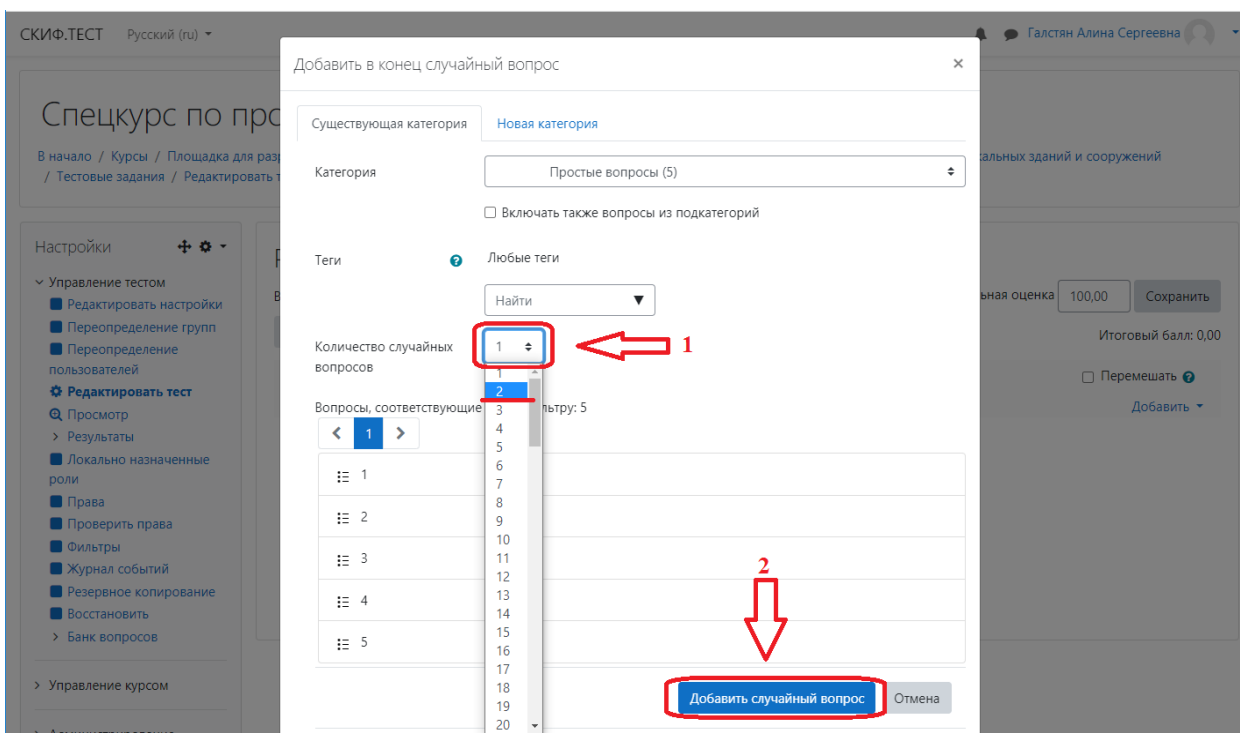 СКИФ.ТЕСТ Русский (ru)
Галстян Алина Сергеевна
Добавить в конец случайный вопрос ×
Спецкурс по про
В начало / Курсы / Площадка для раз
/ Тестовые задания / Редактировать т
кальных зданий и сооружений
Существующая категория Новая категория
Категория Простые вопросы (5)
Включать также вопросы из подкатегорий
Теги Любые теги
Найти
Количество случайных вопросов 1
1
1
2
3
4
5
6
7
8
9
10
11
12
13
14
15
16
17
18
19
20
Вопросы, соответствующие
льтру: 5
1
1
2
3
4
5
2
Добавить случайный вопрос Отмена
Настройки
Управление тестом
Редактировать настройки
Переопределение групп
Переопределение
пользователей
Редактировать тест
Просмотр
Результаты
Локально назначенные
роли
Права
Проверить права
Фильтры
Журнал событий
Резервное копирование
Восстановить
Банк вопросов
Управление курсом
ьная оценка 100,00 Сохранить
Итоговый балл: 0,00
Перемешать
Добавить